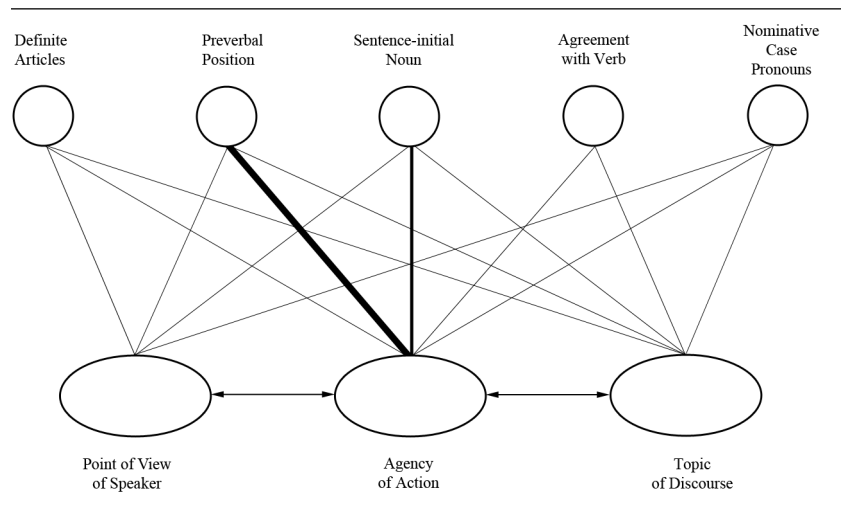 Definite
Articles
Preverbal
Position
Sentence-initial
Noun
Agreement
with Verb
Nominative
Case
Pronouns
Point of View
of Speaker
Agency
of Action
Topic
of Discourse